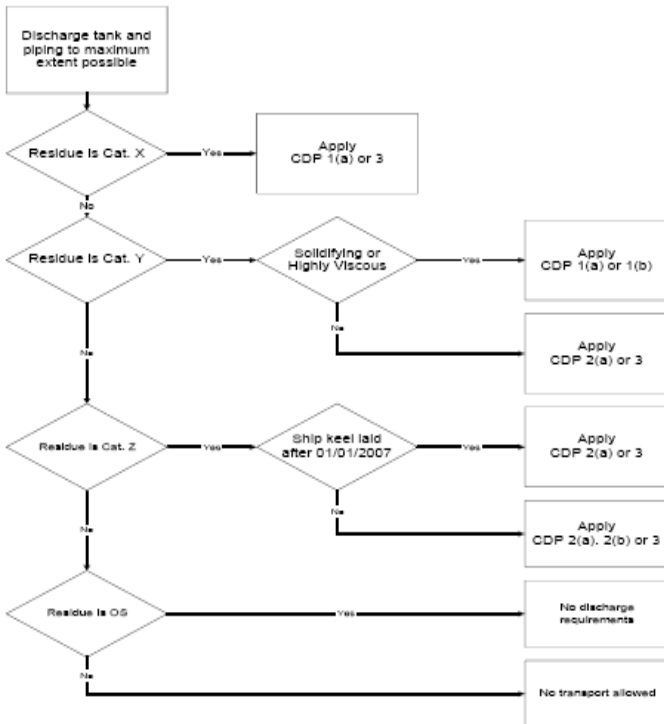 Discharge tank and
piping to maximum
extent possible
Residue is Cat. X
Yes
Apply
CDP 1(a) or 3
No
Residue is Cat. Y
Yes
Solidifying or
Highly Viscous
Yes
Apply
CDP 1(a) or 1(b)
No
Apply
CDP 2(a) or 3
No
Residue is Cat. Z
Yes
Ship keel laid
after 01/01/2007
Yes
Apply
CDP 2(a) or 3
No
Apply
CDP 2(a). 2(b) or 3
No
Residue is OS
Yes
No discharge
requirements
No
No transport allowed